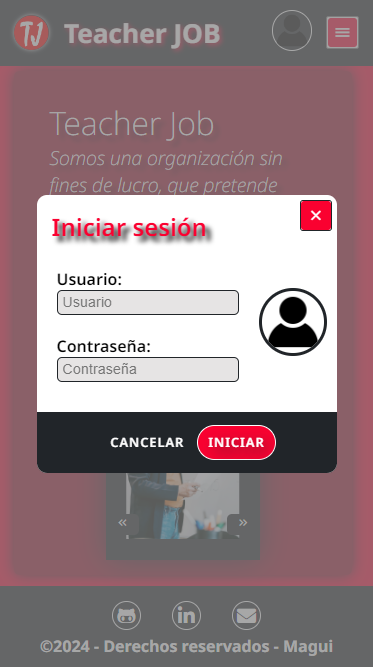 TJ
Teacher JOB
Teacher Job
Somos una organización sin
fines de lucro, que pretende
Iniciar sesión
×
Usuario:
Usuario
Contraseña:
Contraseña
CANCELAR INICIAR
« »
©2024 - Derechos reservados - Magui